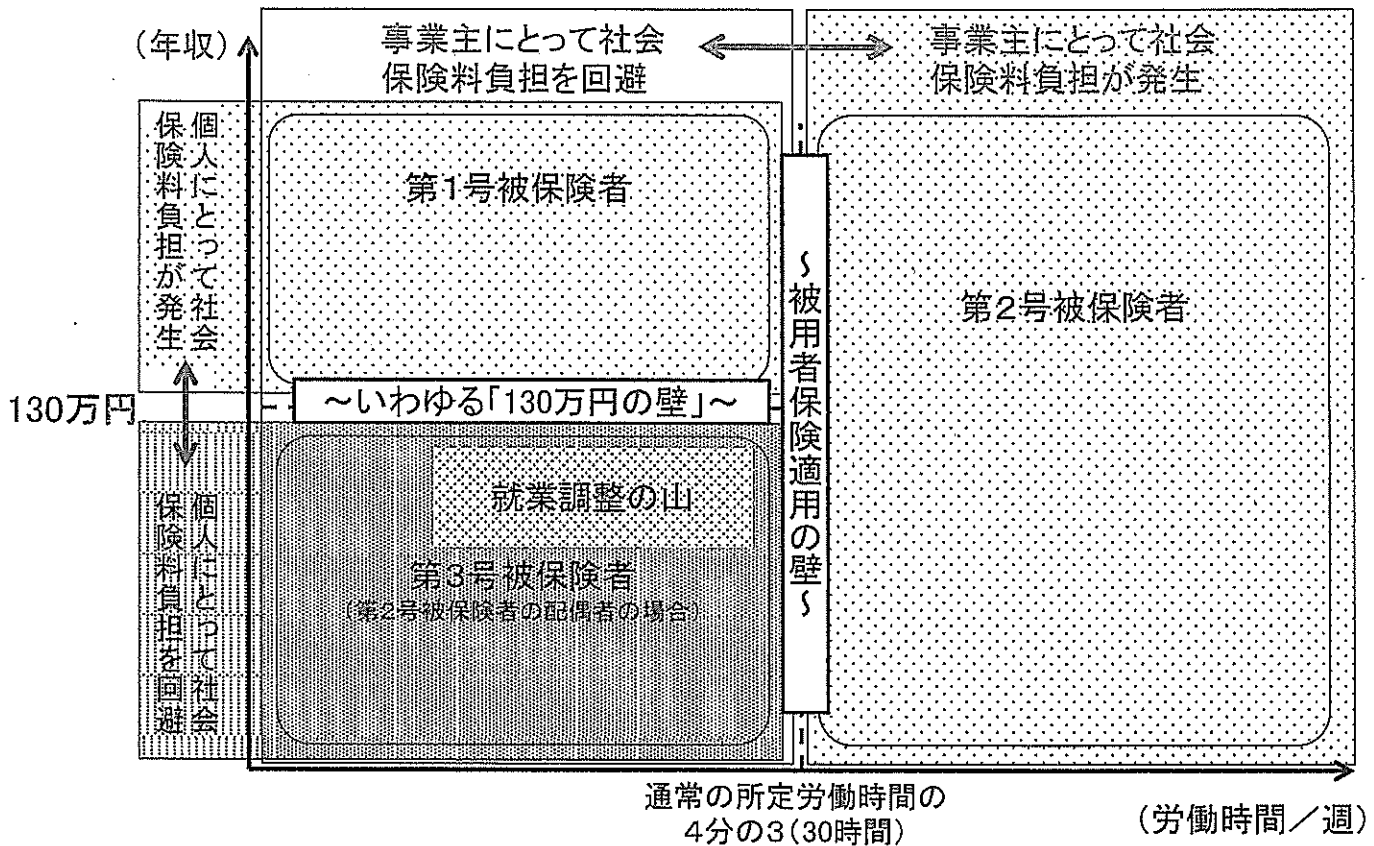 (年収)
事業主にとって社会
保険料負担を回避
事業主にとって社会
保険料負担が発生
個人にとって社会
保険料負担が発生
第1号被保険者
第2号被保険者
~被用者保険適用の壁~
130万円
~いわゆる「130万円の壁」~
就業調整の山
個人にとって社会
保険料負担を回避
第3号被保険者
(第2号被保険者の配偶者の場合)
通常の所定労働時間の
4分の3(30時間)
(労働時間/週)